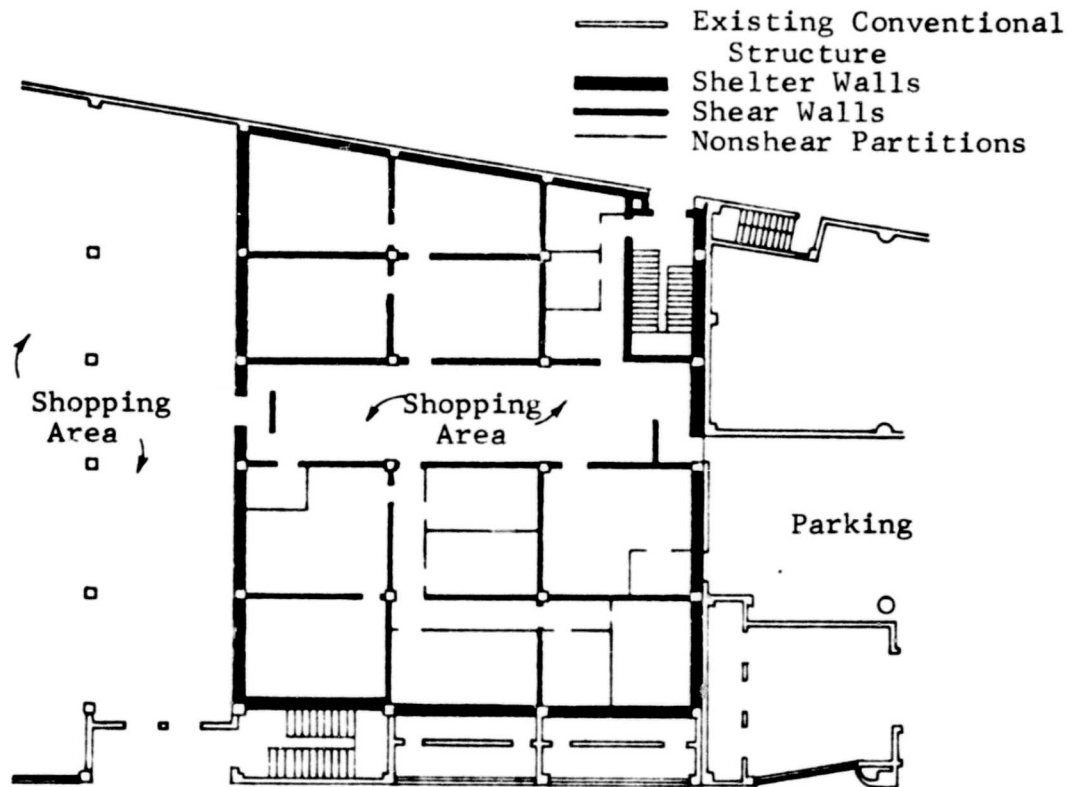 Existing Conventional
Structure
Shelter Walls
Shear Walls
Nonshear Partitions
Shopping
Area
Shopping
Area
Parking